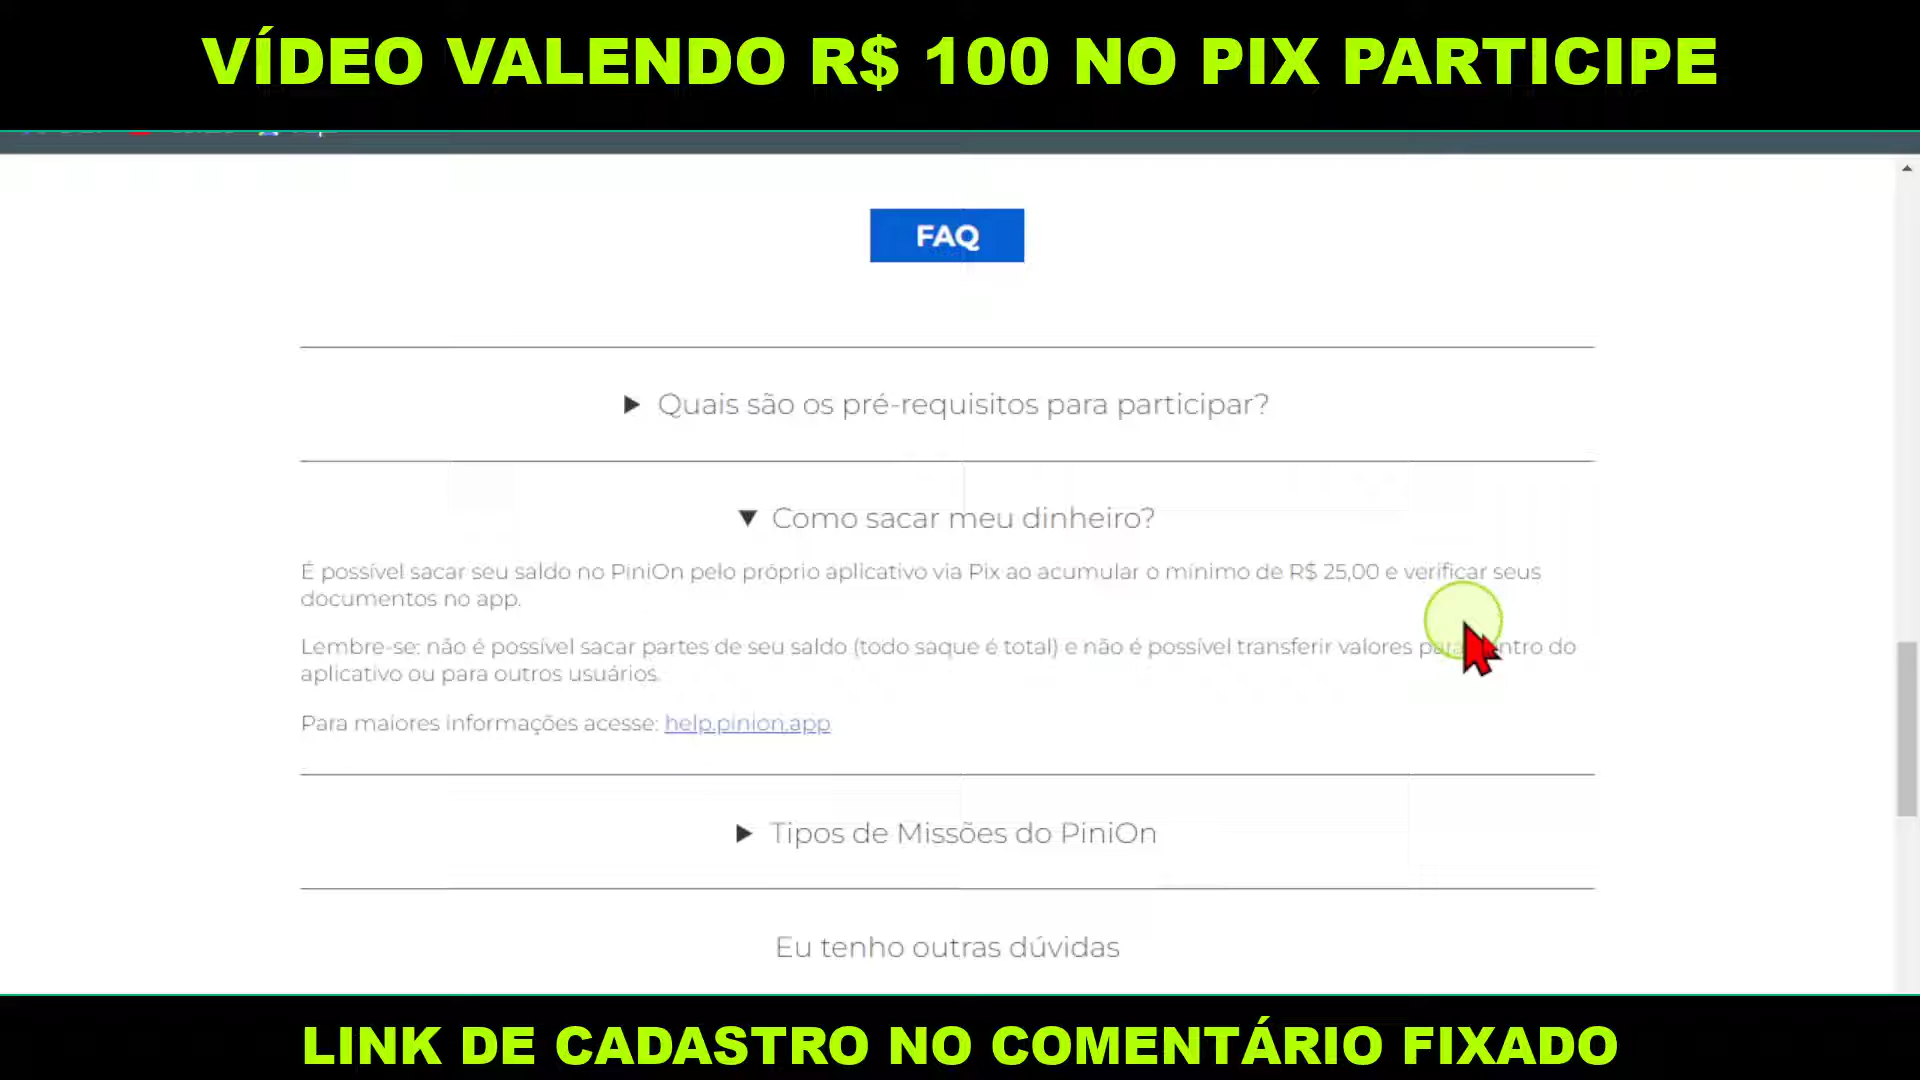 VÍDEO VALENDO R$ 100 NO PIX PARTICIPE
FAQ
Quais são os pré-requisitos para participar?
Como sacar meu dinheiro?
É possível sacar seu saldo no PiniOn pelo próprio aplicativo via Pix ao acumular o mínimo de R$ 25,00 e verificar seus
documentos no app.
Lembre-se: não é possível sacar partes de seu saldo (todo saque é total) e não é possível transferir valores para dentro do
aplicativo ou para outros usuários.
Para maiores informações acesse: help.pinion.app
Tipos de Missões do PiniOn
Eu tenho outras dúvidas
LINK DE CADASTRO NO COMENTÁRIO FIXADO